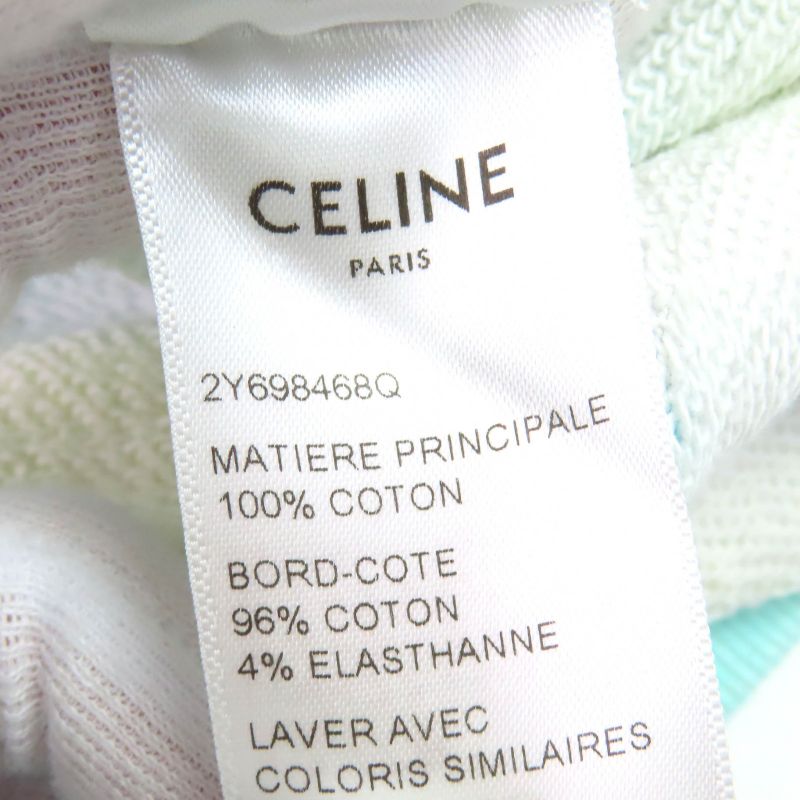 CELINE
PARIS
2Y698468Q
MATIERE PRINCIPALE
100% COTON
BORD-COTE
96% COTON
4% ELASTHANNE
LAVER AVEC
COLORIS SIMILAIRES